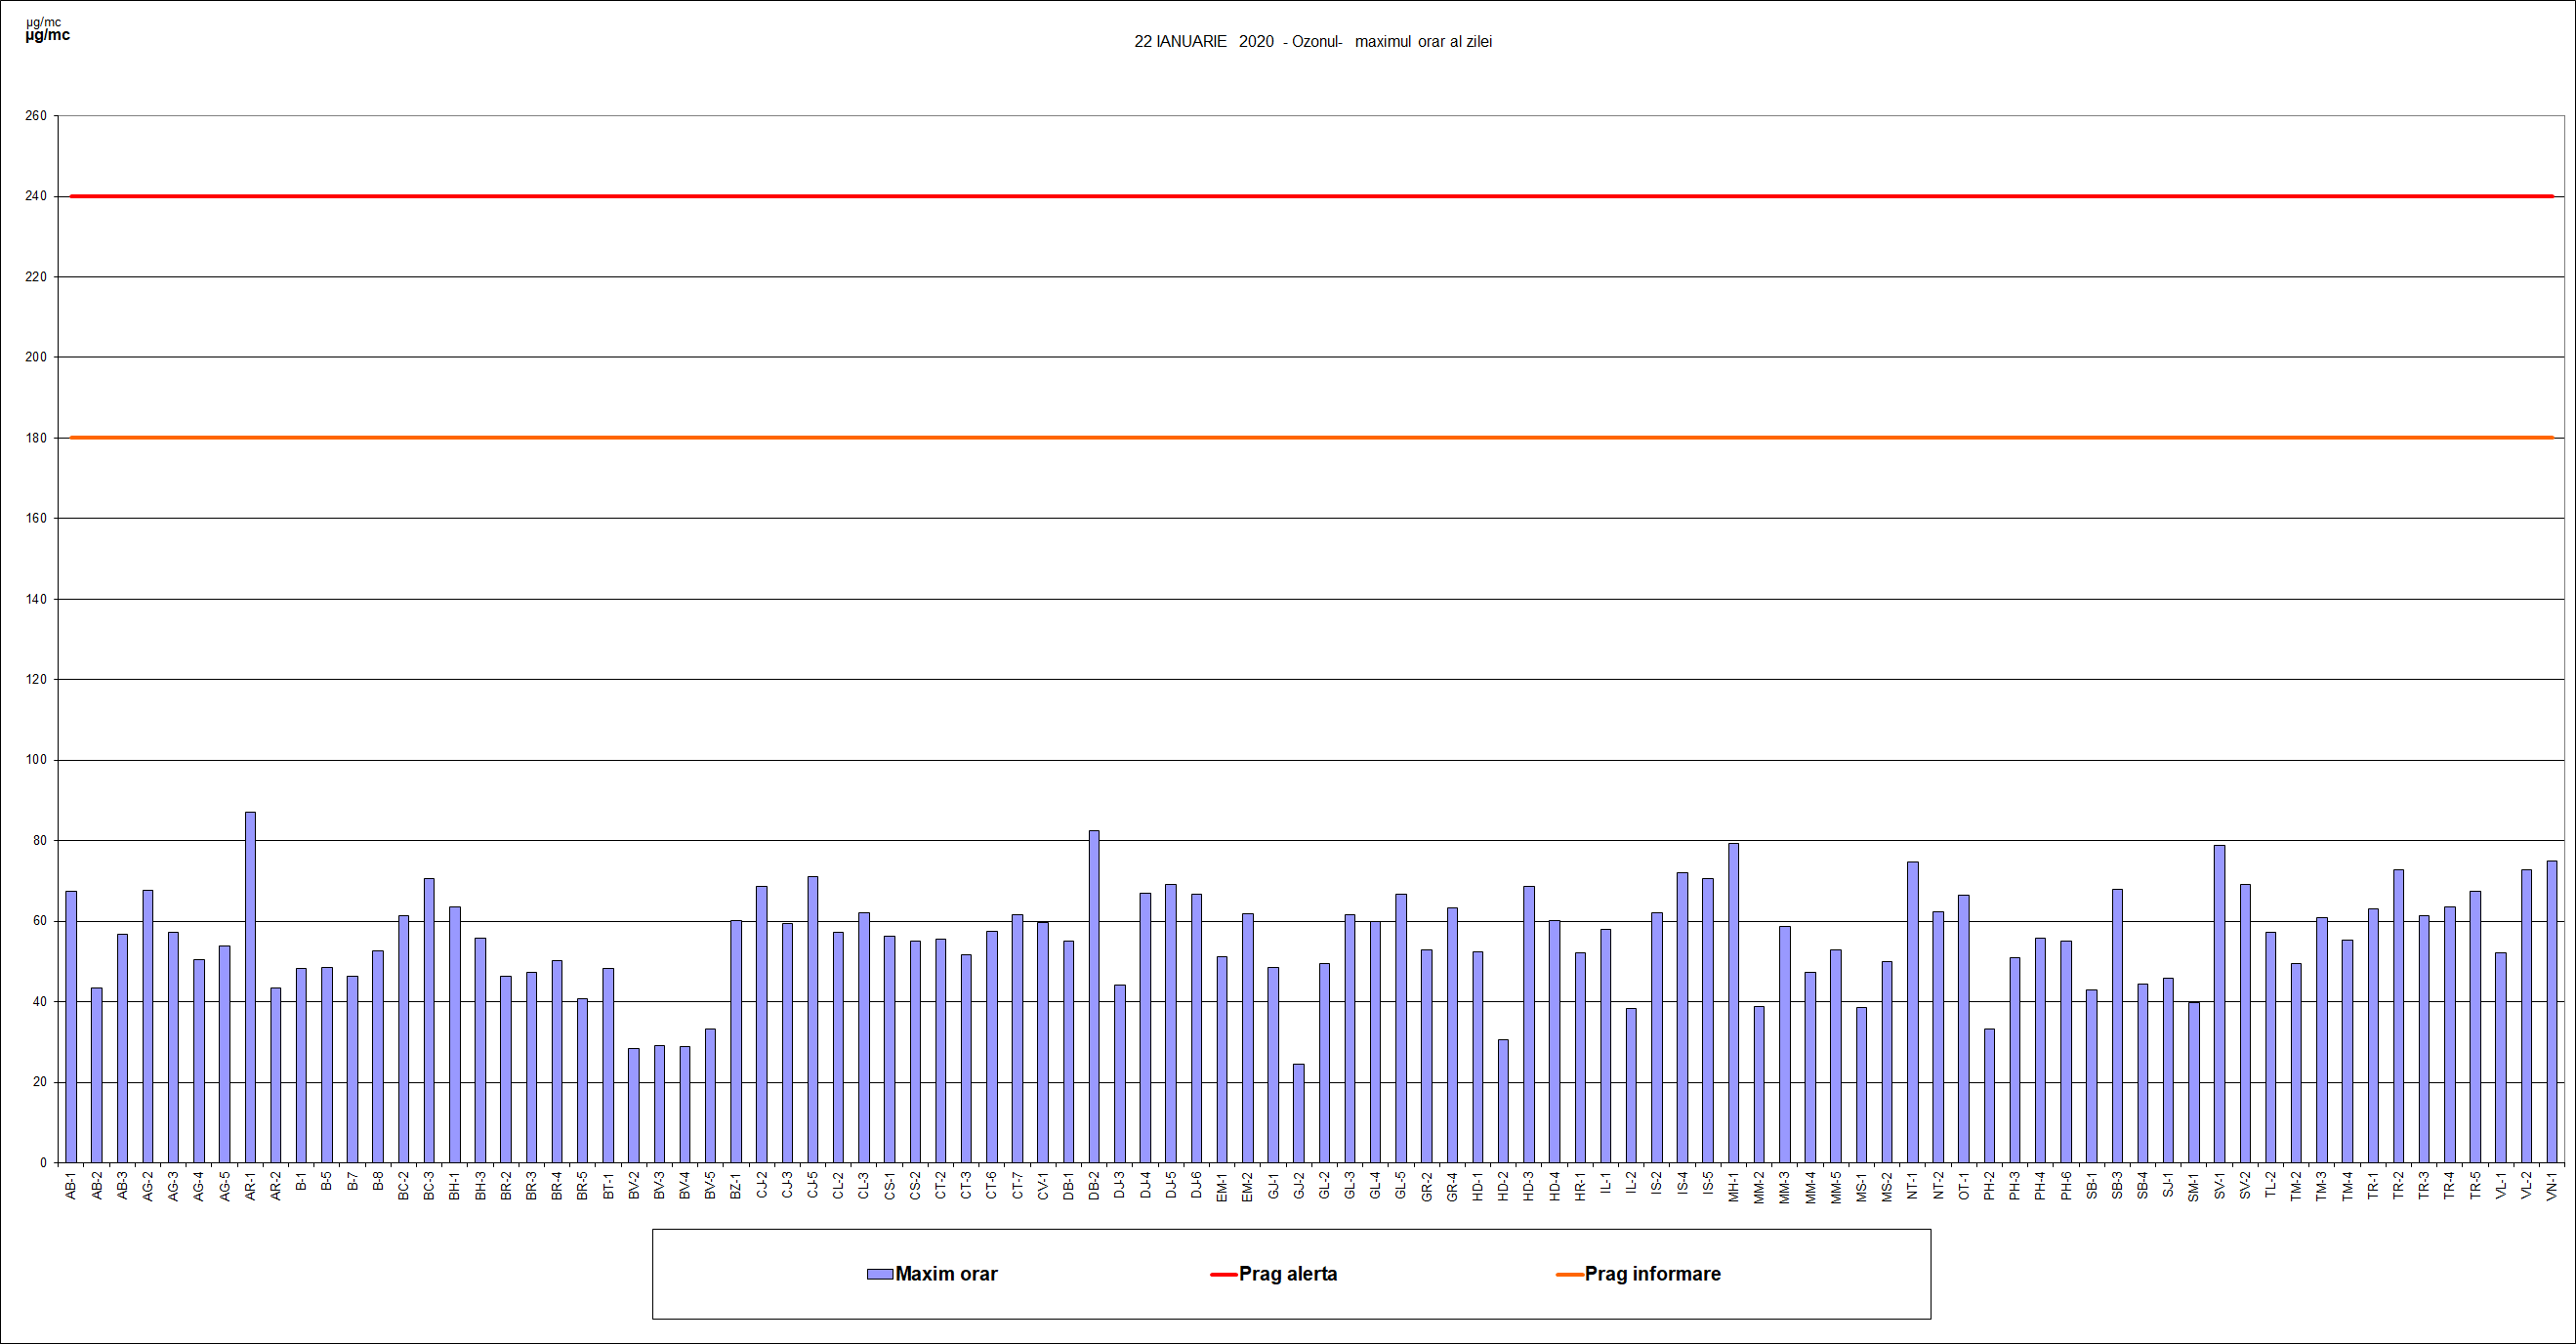 µg/mc
µg/mc
22 IANUARIE 2020 - Ozonul- maximul orar al zilei
260
240
220
200
180
160
140
120
100
80
60
40
20
0
AB-1 AB-2 AB-3 AG-2 AG-3 AG-4 AG-5 AR-1 AR-2 B-1 B-5 B-7 B-8 BC-2 BC-3 BH-1 BH-3 BR-2 BR-3 BR-4 BR-5 BT-1 BV-2 BV-3 BV-4 BV-5 BZ-1 CJ-2 CJ-3 CJ-5 CL-2 CL-3 CS-1 CS-2 CT-2 CT-3 CT-6 CT-7 CV-1 DB-1 DB-2 DJ-3 DJ-4 DJ-5 DJ-6 EM-1 EM-2 GJ-1 GJ-2 GL-2 GL-3 GL-4 GL-5 GR-2 GR-4 HD-1 HD-2 HD-3 HD-4 HR-1 IL-1 IL-2 IS-2 IS-4 IS-5 MH-1 MM-2 MM-3 MM-4 MM-5 MS-1 MS-2 NT-1 NT-2 OT-1 PH-2 PH-3 PH-4 PH-6 SB-1 SB-3 SB-4 SJ-1 SM-1 SV-1 SV-2 TL-2 TM-2 TM-3 TM-4 TR-1 TR-2 TR-3 TR-4 TR-5 VL-1 VL-2 VN-1
Maxim orar Prag alerta Prag informare